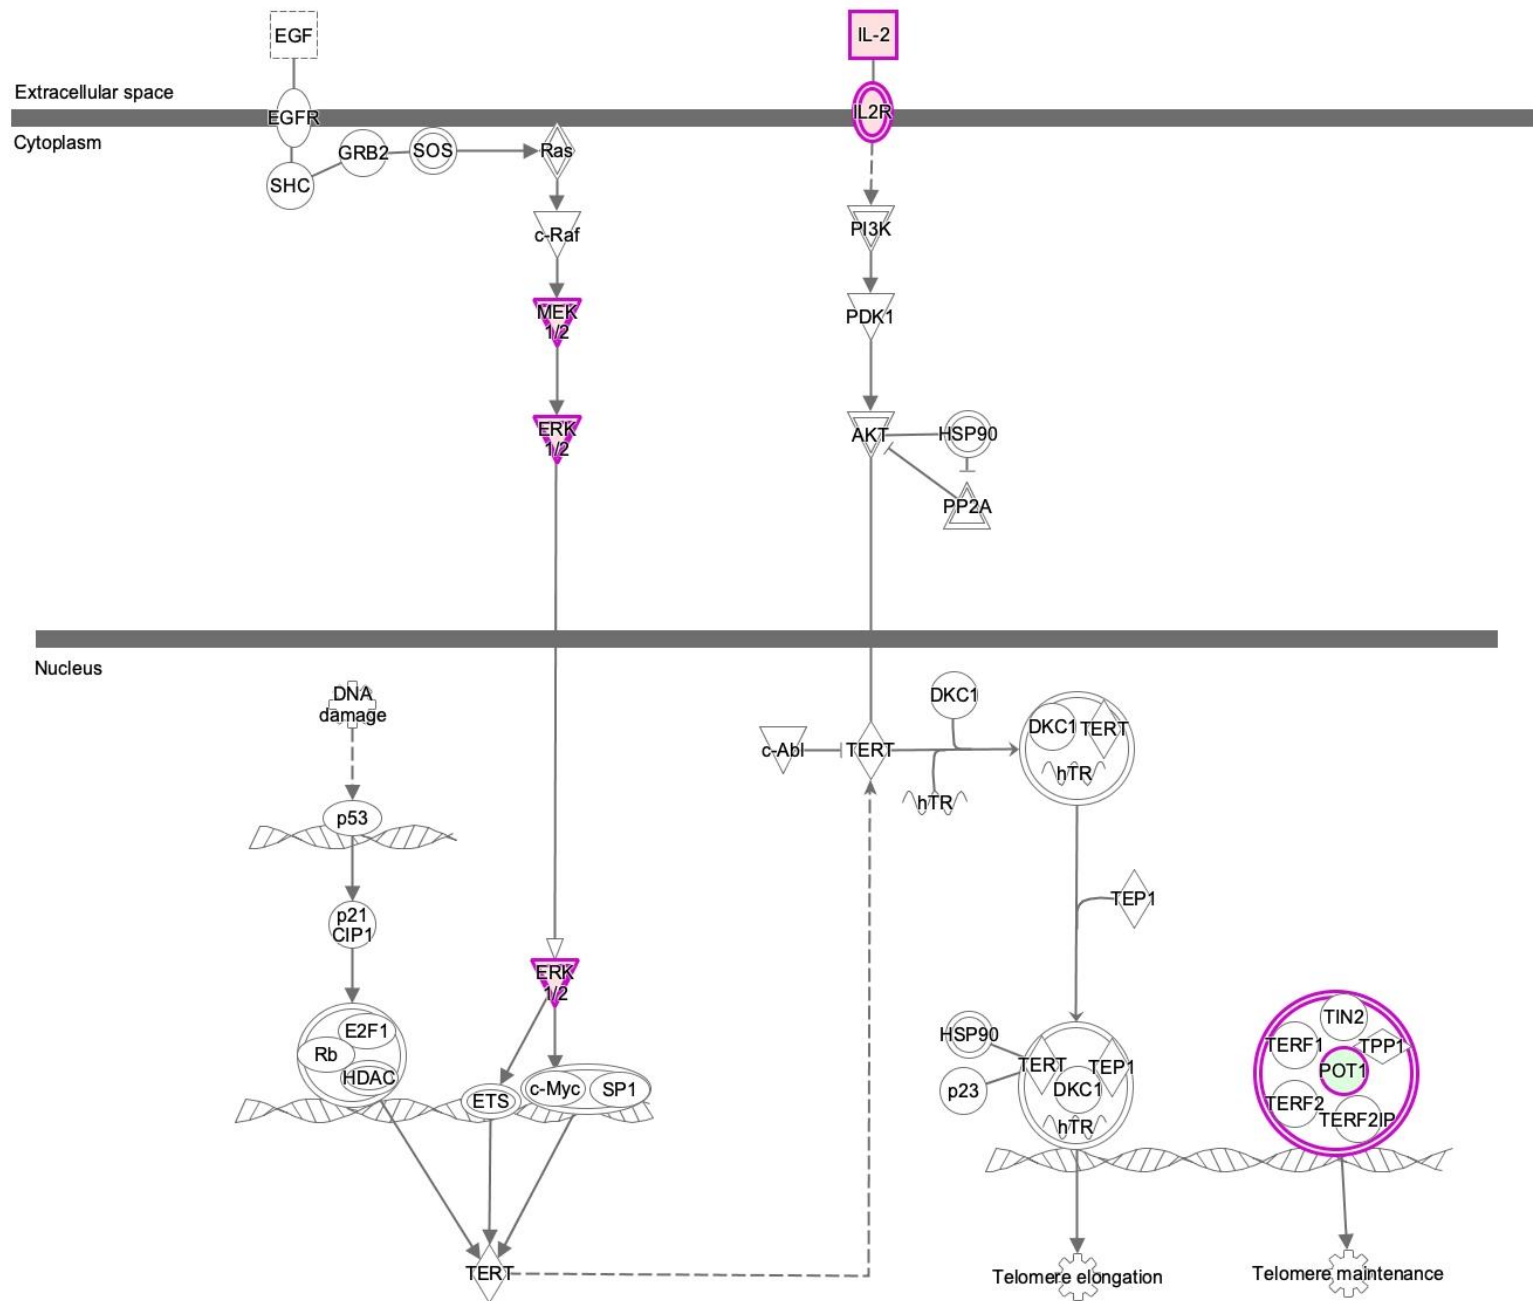 EGF
IL-2
Extracellular space
EGFR
IL2R
Cytoplasm
GRB2
SOS
Ras
SHC
c-Raf
PI3K
MEK
1/2
PDK1
ERK
1/2
AKT
HSP90
PP2A
Nucleus
DNA
damage
DKC1
c-Abl
TERT
DKC1
TERT
hTR
hTR
p53
TEP1
p21
CIP1
ERK
1/2
E2F1
Rb
HDAC
ETS
c-Myc
SP1
HSP90
TERT
TEP1
p23
DKC1
hTR
TIN2
TERF1
TPP1
POT1
TERF2
TERF2IP
TERT
Telomere elongation
Telomere maintenance